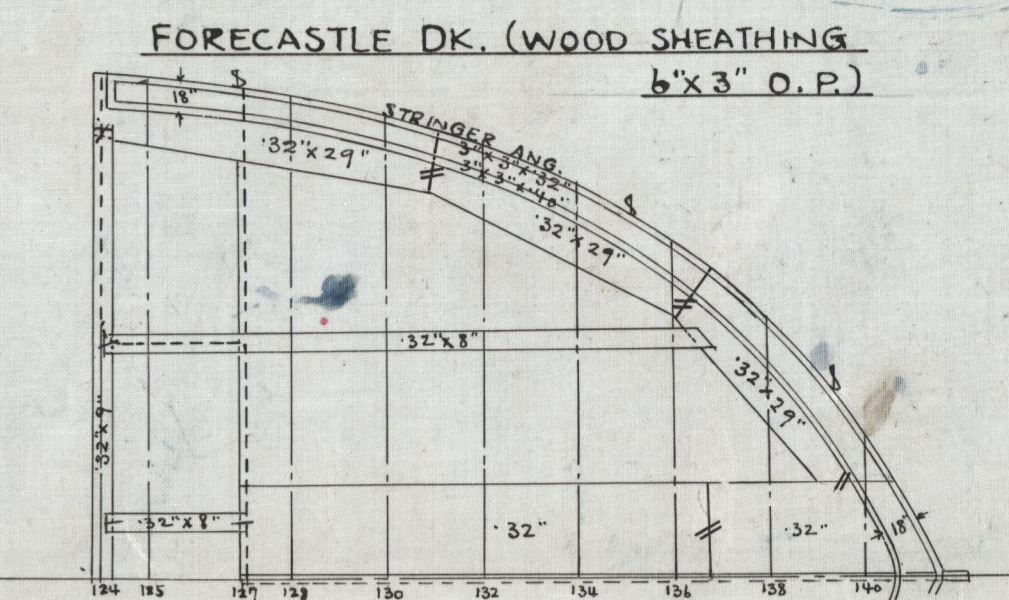 FORECASTLE DK. (WOOD SHEATHING
6"X3" O.P.)
18"
STRINGER ANG.
3"X3"X·32"
3"X3"X·40"
·32"X29"
·32"X29"
·32"X8"
·32"X29"
·32"X9"
·32"X8"
·32"
·32"
18"
124 125 127 128 130 132 134 136 138 140